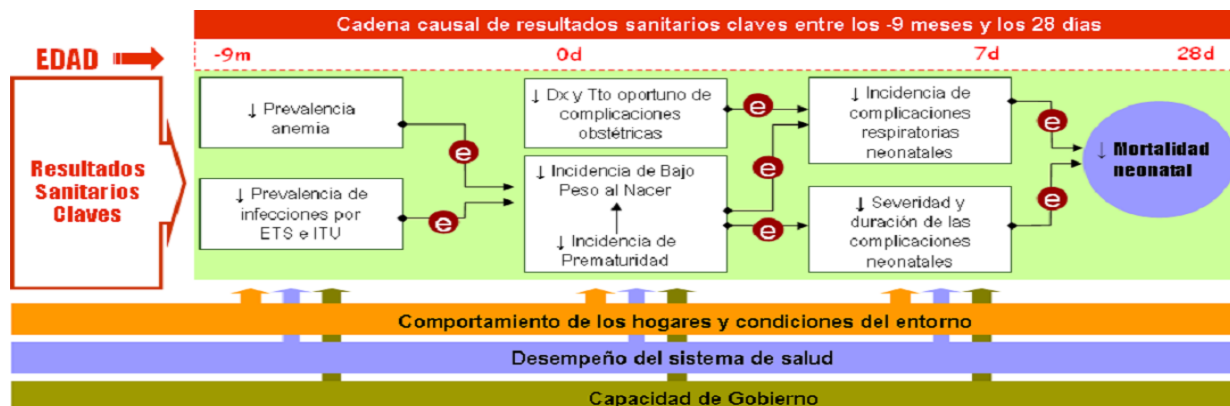 Cadena causal de resultados sanitarios claves entre los -9 meses y los 28 días
EDAD
-9m
0d
7d
28d
Resultados
Sanitarios
Claves
↓ Prevalencia
anemia
e
↓ Prevalencia de
infecciones por
ETS e ITU
e
↓ Dx y Tto oportuno de
complicaciones
obstétricas
e
↓ Incidencia de Bajo
Peso al Nacer
↓ Incidencia de
Prematuridad
e
e
↓ Incidencia de
complicaciones
respiratorias
neonatales
e
↓ Severidad y
duración de las
complicaciones
neonatales
e
↓ Mortalidad
neonatal
Comportamiento de los hogares y condiciones del entorno
Desempeño del sistema de salud
Capacidad de Gobierno